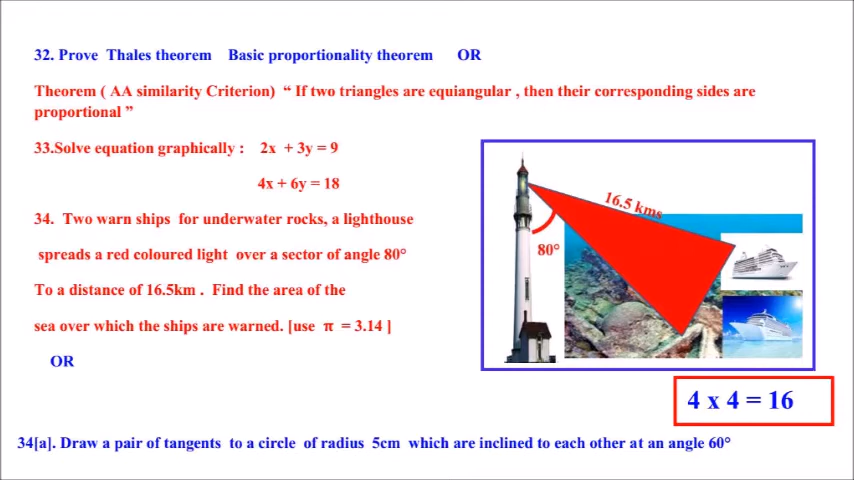 32. Prove Thales theorem Basic proportionality theorem OR
Theorem ( AA similarity Criterion) “ If two triangles are equiangular , then their corresponding sides are
proportional ”
33.Solve equation graphically : 2x + 3y = 9
4x + 6y = 18
34. Two warn ships for underwater rocks, a lighthouse
spreads a red coloured light over a sector of angle 80°
To a distance of 16.5km . Find the area of the
sea over which the ships are warned. [use π = 3.14 ]
OR
16.5 kms
80°
4 x 4 = 16
34[a]. Draw a pair of tangents to a circle of radius 5cm which are inclined to each other at an angle 60°